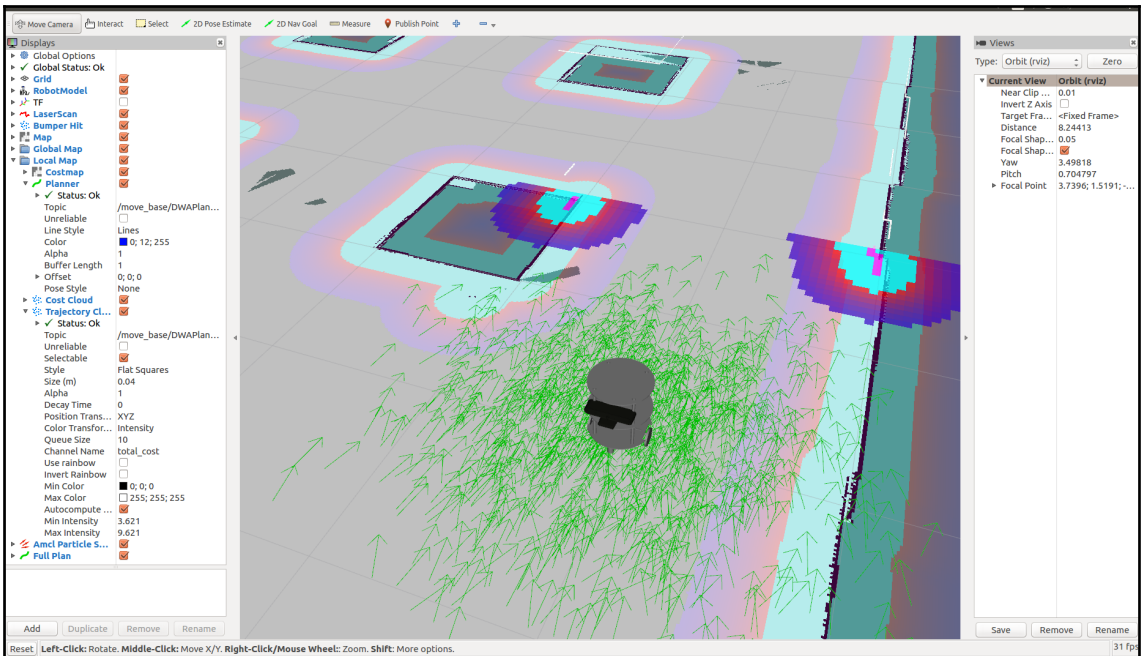 Move Camera Interact Select 2D Pose Estimate 2D Nav Goal Measure Publish Point
Displays
Global Options
Global Status: Ok
Grid
RobotModel
TF
LaserScan
Bumper Hit
Map
Global Map
Local Map
Costmap
Planner
Status: Ok
Topic /move_base/DWAPlan...
Unreliable
Line Style Lines
Color 0; 12; 255
Alpha 1
Buffer Length 1
Offset 0; 0; 0
Pose Style None
Cost Cloud
Trajectory Cl...
Status: Ok
Topic /move_base/DWAPlan...
Unreliable
Selectable
Style Flat Squares
Size (m) 0.04
Alpha 1
Decay Time 0
Position Trans... XYZ
Color Transfor... Intensity
Queue Size 10
Channel Name total_cost
Use rainbow
Invert Rainbow
Min Color 0; 0; 0
Max Color 255; 255; 255
Autocompute ...
Min Intensity 3.621
Max Intensity 9.621
Amcl Particle S...
Full Plan
Add Duplicate Remove Rename
Views
Type: Orbit (rviz) Zero
Current View Orbit (rviz)
Near Clip ... 0.01
Invert Z Axis
Target Fra... <Fixed Frame>
Distance 8.24413
Focal Shap... 0.05
Focal Shap...
Yaw 3.49818
Pitch 0.704797
Focal Point 3.7396; 1.5191; -...
Save Remove Rename
Reset Left-Click: Rotate. Middle-Click: Move X/Y. Right-Click/Mouse Wheel:: Zoom. Shift: More options. 31 fps